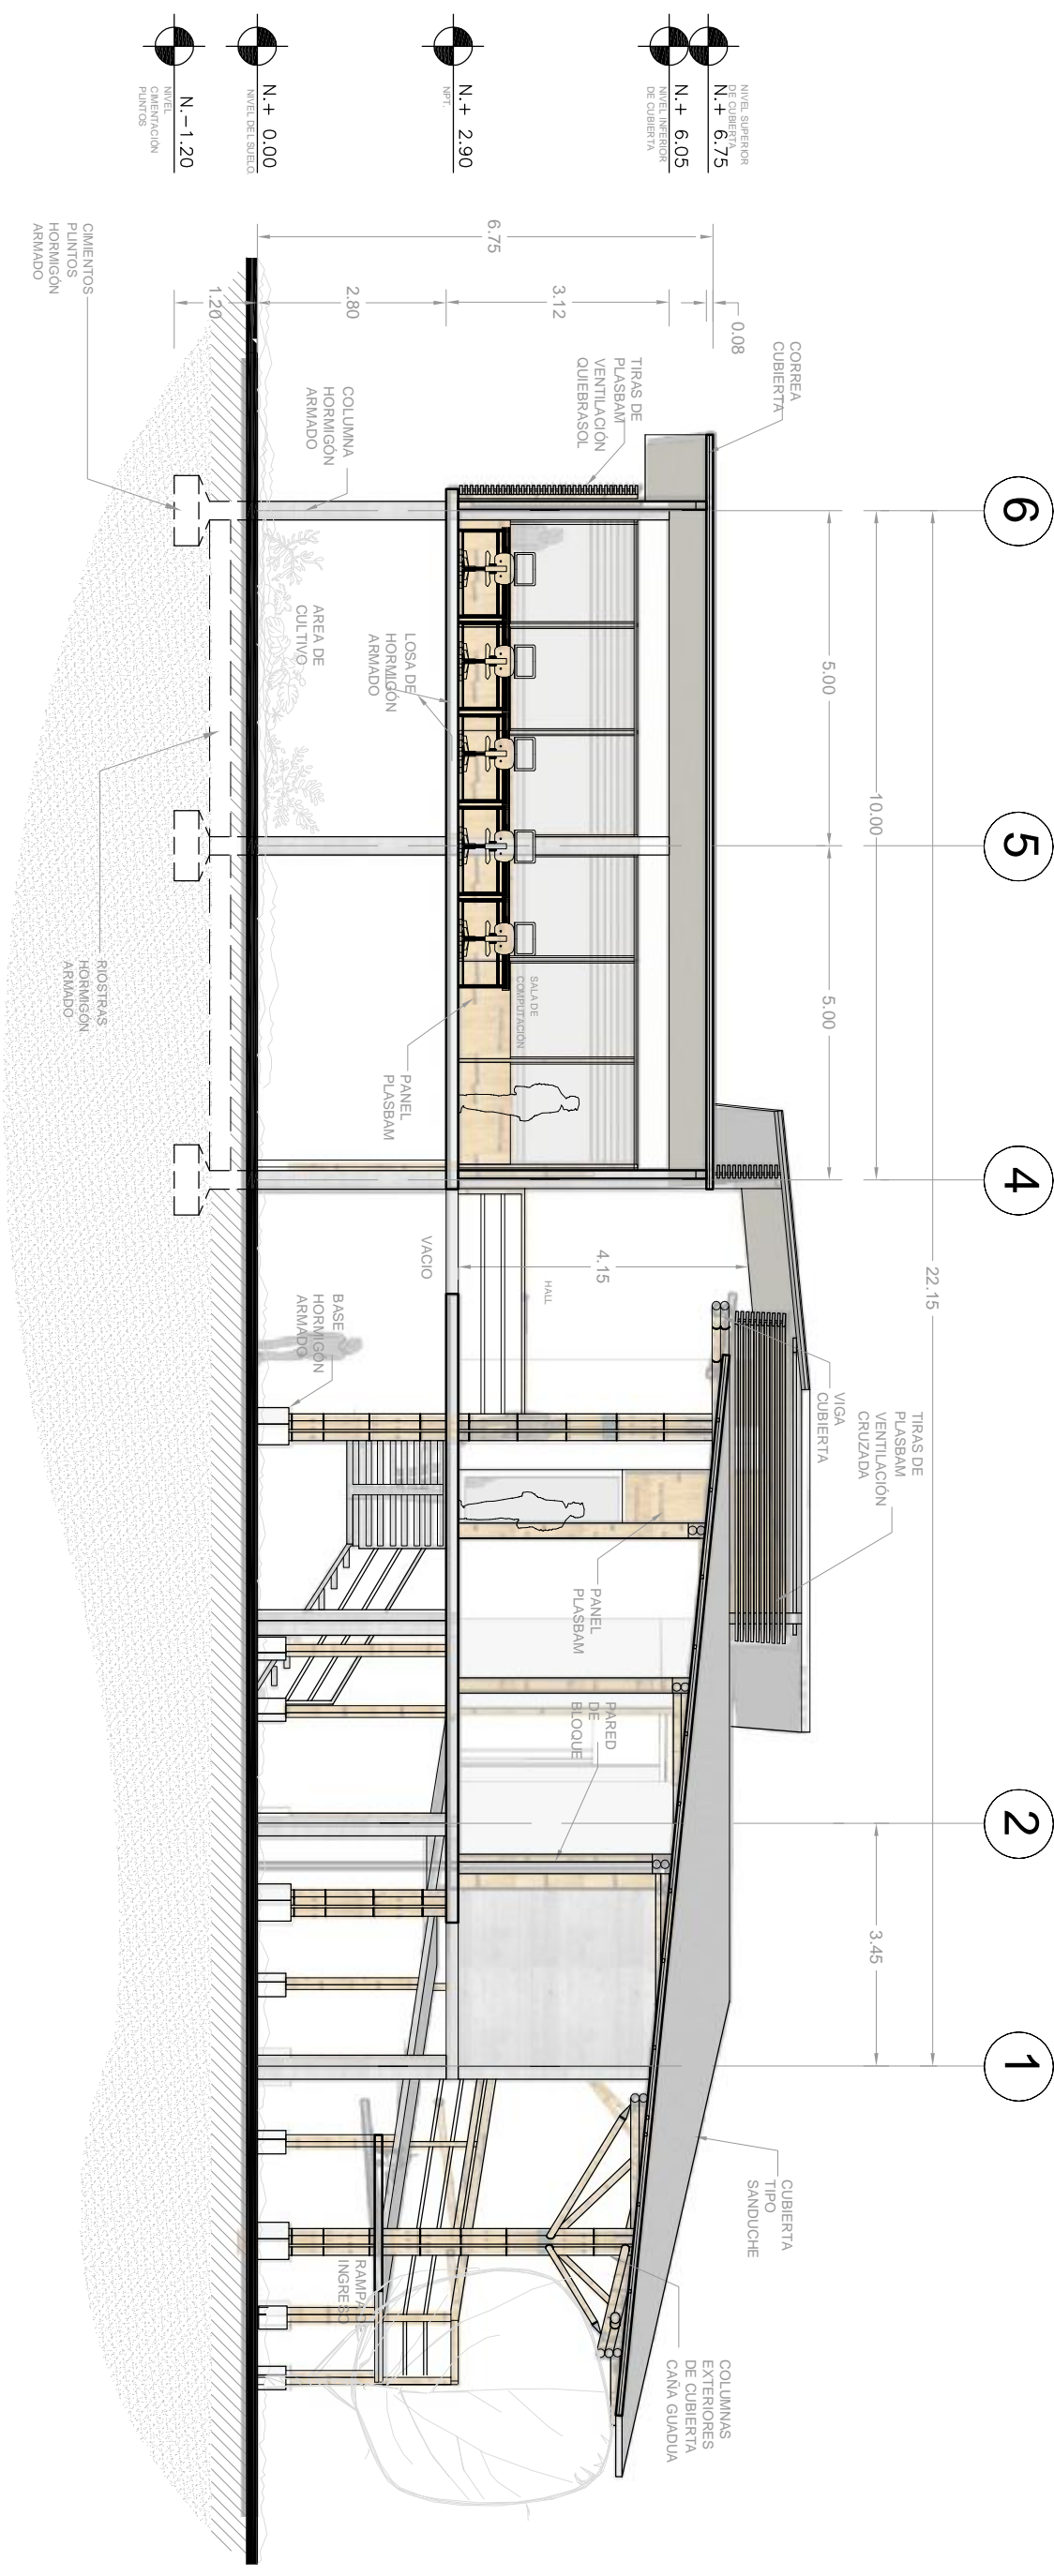 6
5
4
2
1
22.15
10.00
5.00
5.00
3.45
NIVEL SUPERIOR
DE CUBIERTA
N.+ 6.75
N.+ 6.05
NIVEL INFERIOR
DE CUBIERTA
N.+ 2.90
NPT.
N.+ 0.00
NIVEL DEL SUELO
N.-1.20
NIVEL
CIMENTACIÓN
PLINTOS
6.75
0.08
3.12
2.80
1.20
4.15
CORREA
CUBIERTA
TIRAS DE
PLASBAM
VENTILACIÓN
QUIEBRASOL
COLUMNA
HORMIGÓN
ARMADO
CIMIENTOS
PLINTOS
HORMIGÓN
ARMADO
AREA DE
CULTIVO
LOSA DE
HORMIGÓN
ARMADO
RIOSTRAS
HORMIGÓN
ARMADO
SALA DE
COMPUTACIÓN
PANEL
PLASBAM
VACIO
HALL
BASE
HORMIGÓN
ARMADO
VIGA
CUBIERTA
TIRAS DE
PLASBAM
VENTILACIÓN
CRUZADA
PANEL
PLASBAM
PARED
DE
BLOQUE
CUBIERTA
TIPO
SANDUCHE
RAMPA
INGRESO
COLUMNAS
EXTERIORES
DE CUBIERTA
CAÑA GUADUA